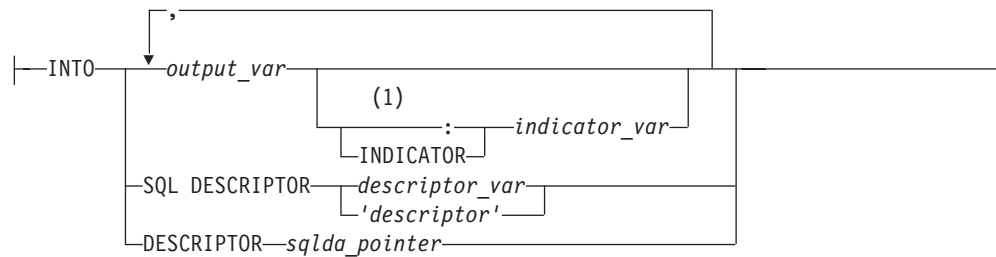 ,
INTO output_var
(1)
: indicator_var
INDICATOR
SQL DESCRIPTOR descriptor_var
'descriptor'
DESCRIPTOR sqlda_pointer